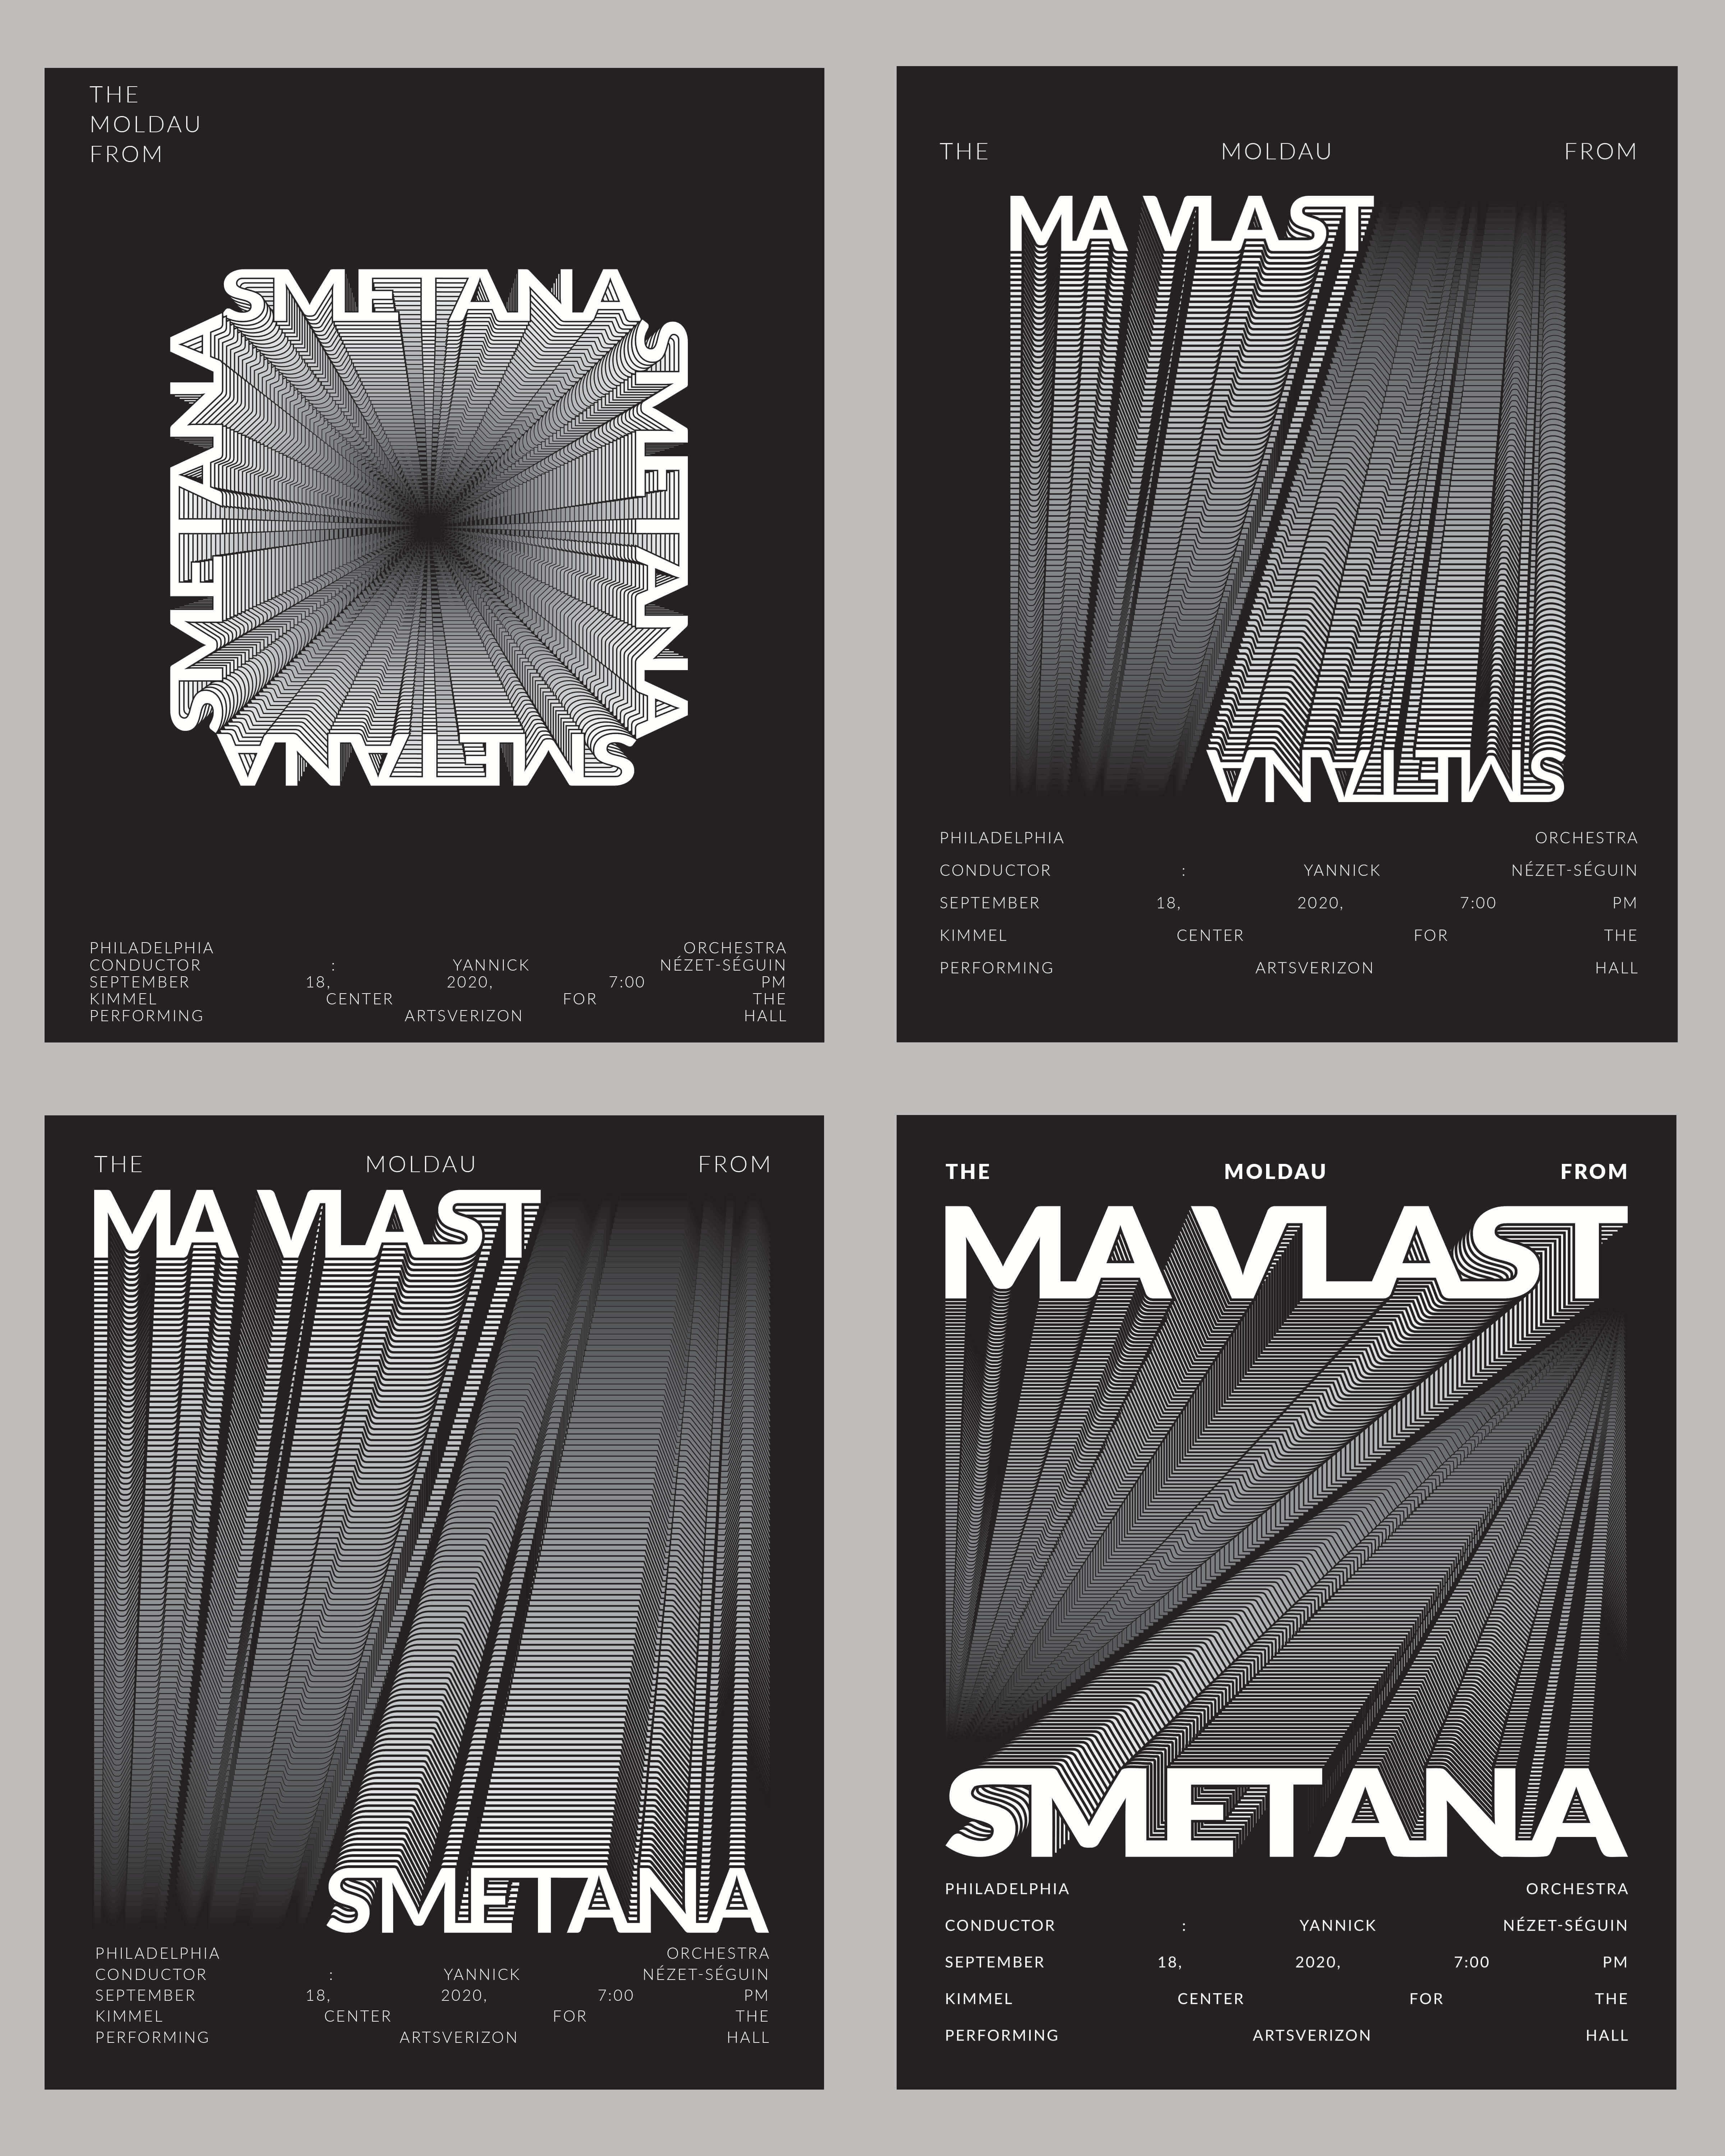 THE
MOLDAU
FROM
SMETANA
SMETANA
SMETANA
SMETANA
PHILADELPHIA ORCHESTRA
CONDUCTOR : YANNICK NÉZET-SÉGUIN
SEPTEMBER 18, 2020, 7:00 PM
KIMMEL CENTER FOR THE
PERFORMING ARTSVERIZON HALL
THE MOLDAU FROM
MA VLAST
SMETANA
PHILADELPHIA ORCHESTRA
CONDUCTOR : YANNICK NÉZET-SÉGUIN
SEPTEMBER 18, 2020, 7:00 PM
KIMMEL CENTER FOR THE
PERFORMING ARTSVERIZON HALL
THE MOLDAU FROM
MA VLAST
SMETANA
PHILADELPHIA ORCHESTRA
CONDUCTOR : YANNICK NÉZET-SÉGUIN
SEPTEMBER 18, 2020, 7:00 PM
KIMMEL CENTER FOR THE
PERFORMING ARTSVERIZON HALL
THE MOLDAU FROM
MA VLAST
SMETANA
PHILADELPHIA ORCHESTRA
CONDUCTOR : YANNICK NÉZET-SÉGUIN
SEPTEMBER 18, 2020, 7:00 PM
KIMMEL CENTER FOR THE
PERFORMING ARTSVERIZON HALL